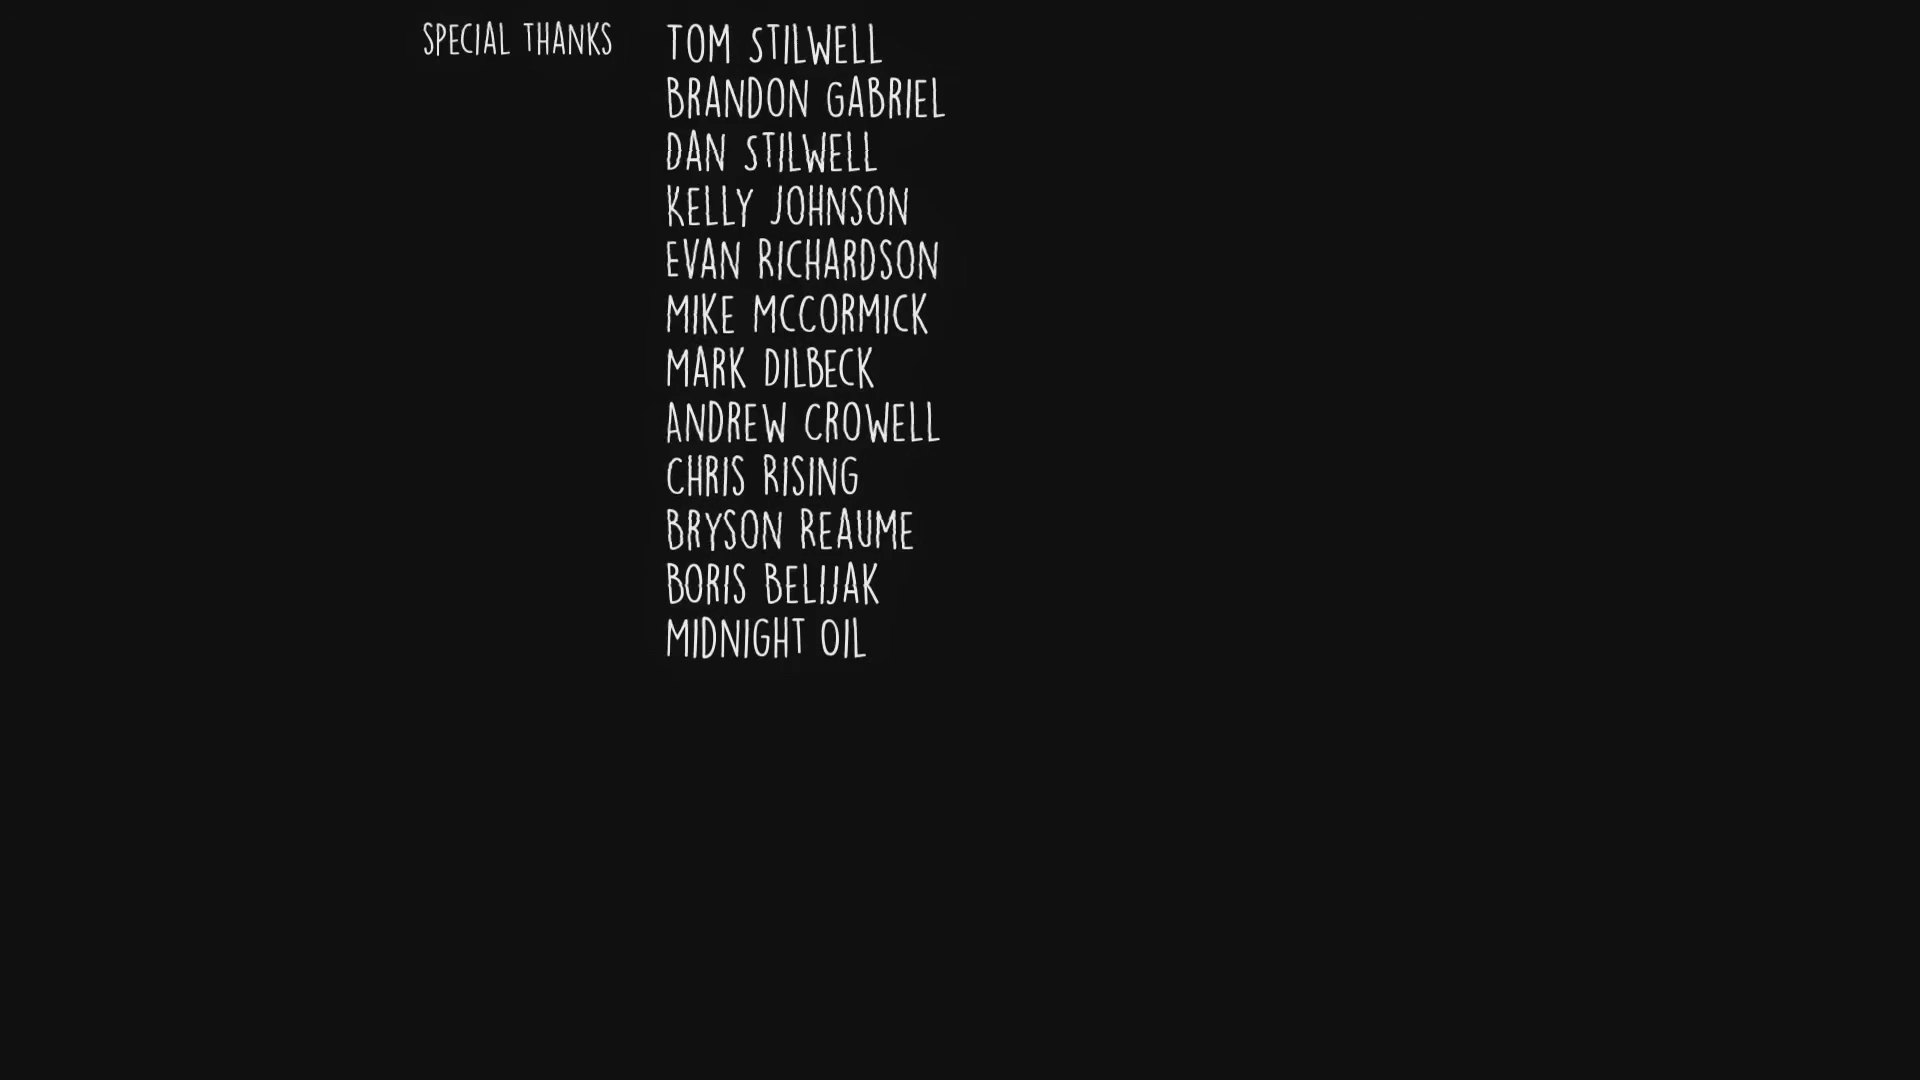 SPECIAL THANKS
TOM STILWELL
BRANDON GABRIEL
DAN STILWELL
KELLY JOHNSON
EVAN RICHARDSON
MIKE MCCORMICK
MARK DILBECK
ANDREW CROWELL
CHRIS RISING
BRYSON REAUME
BORIS BELIJAK
MIDNIGHT OIL